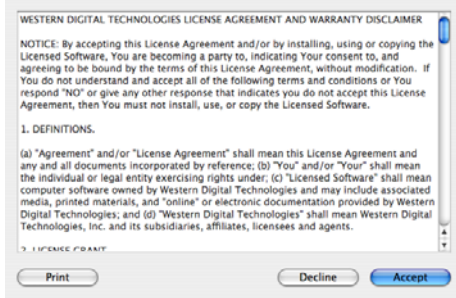 WESTERN DIGITAL TECHNOLOGIES LICENSE AGREEMENT AND WARRANTY DISCLAIMER
NOTICE: By accepting this License Agreement and/or by installing, using or copying the
Licensed Software, You are becoming a party to, indicating Your consent to, and
agreeing to be bound by the terms of this License Agreement, without modification. If
You do not understand and accept all of the following terms and conditions or You
respond "NO" or give any other response that indicates you do not accept this License
Agreement, then You must not install, use, or copy the Licensed Software.
1. DEFINITIONS.
(a) "Agreement" and/or "License Agreement" shall mean this License Agreement and
any and all documents incorporated by reference; (b) "You" and/or "Your" shall mean
the individual or legal entity exercising rights under; (c) "Licensed Software" shall mean
computer software owned by Western Digital Technologies and may include associated
media, printed materials, and "online" or electronic documentation provided by Western
Digital Technologies; and (d) "Western Digital Technologies" shall mean Western Digital
Technologies, Inc. and its subsidiaries, affiliates, licensees and agents.
2. LICENSE GRANT
Print Decline Accept